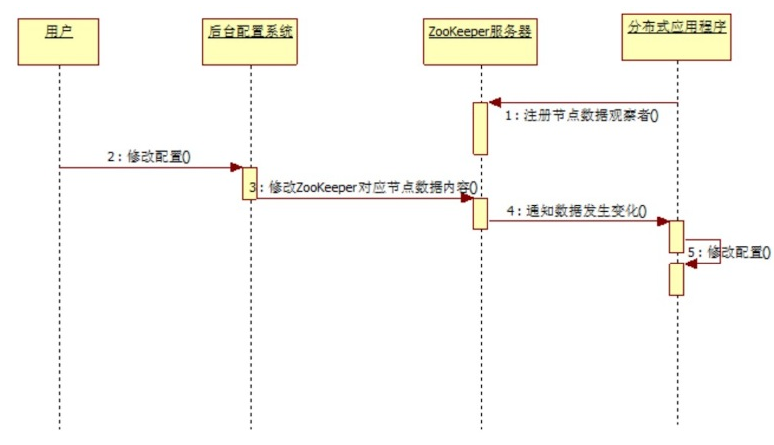 用户
后台配置系统
ZooKeeper服务器
分布式应用程序
1：注册节点数据观察者()
2：修改配置()
3：修改ZooKeeper对应节点数据内容()
4：通知数据发生变化()
5：修改配置()